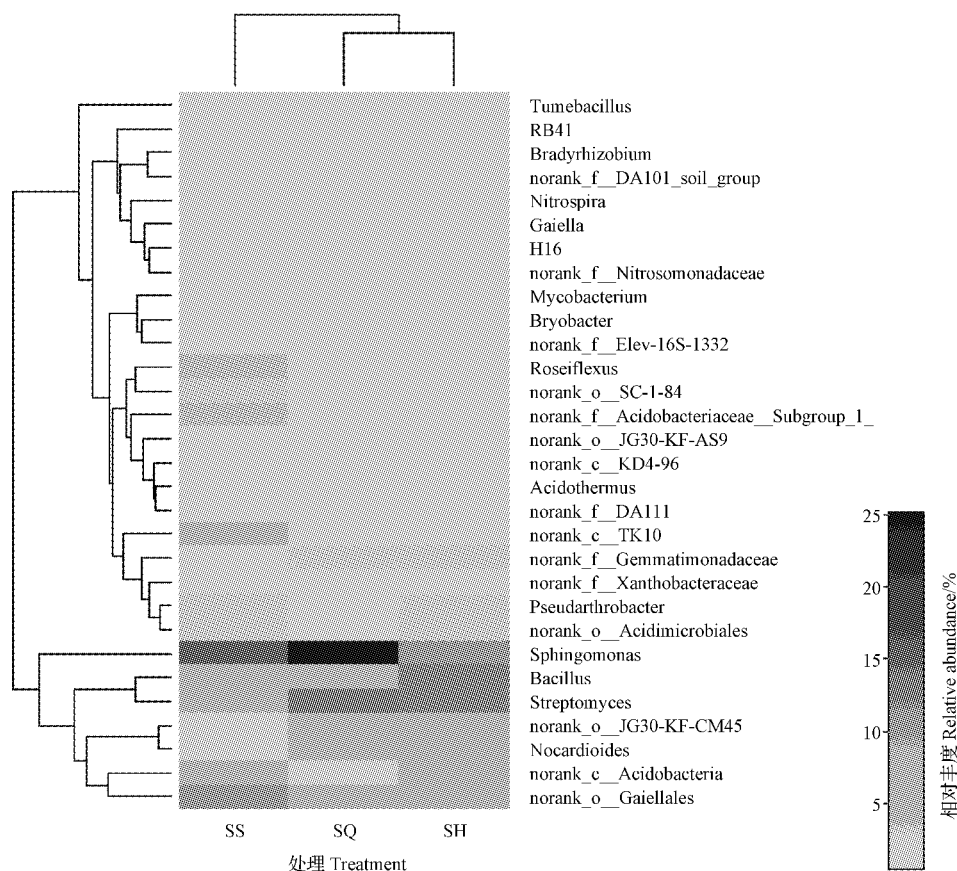 Tumebacillus
RB41
Bradyrhizobium
norank_f__DA101_soil_group
Nitrospira
Gaiella
H16
norank_f__Nitrosomonadaceae
Mycobacterium
Bryobacter
norank_f__Elev-16S-1332
Roseiflexus
norank_o__SC-1-84
norank_f__Acidobacteriaceae__Subgroup_1_
norank_o__JG30-KF-AS9
norank_c__KD4-96
Acidothermus
norank_f__DA111
norank_c__TK10
norank_f__Gemmatimonadaceae
norank_f__Xanthobacteraceae
Pseudarthrobacter
norank_o__Acidimicrobiales
Sphingomonas
Bacillus
Streptomyces
norank_o__JG30-KF-CM45
Nocardioides
norank_c__Acidobacteria
norank_o__Gaiellales
SS SQ SH
处理 Treatment
25
20
15
10
5
相对丰度 Relative abundance/%